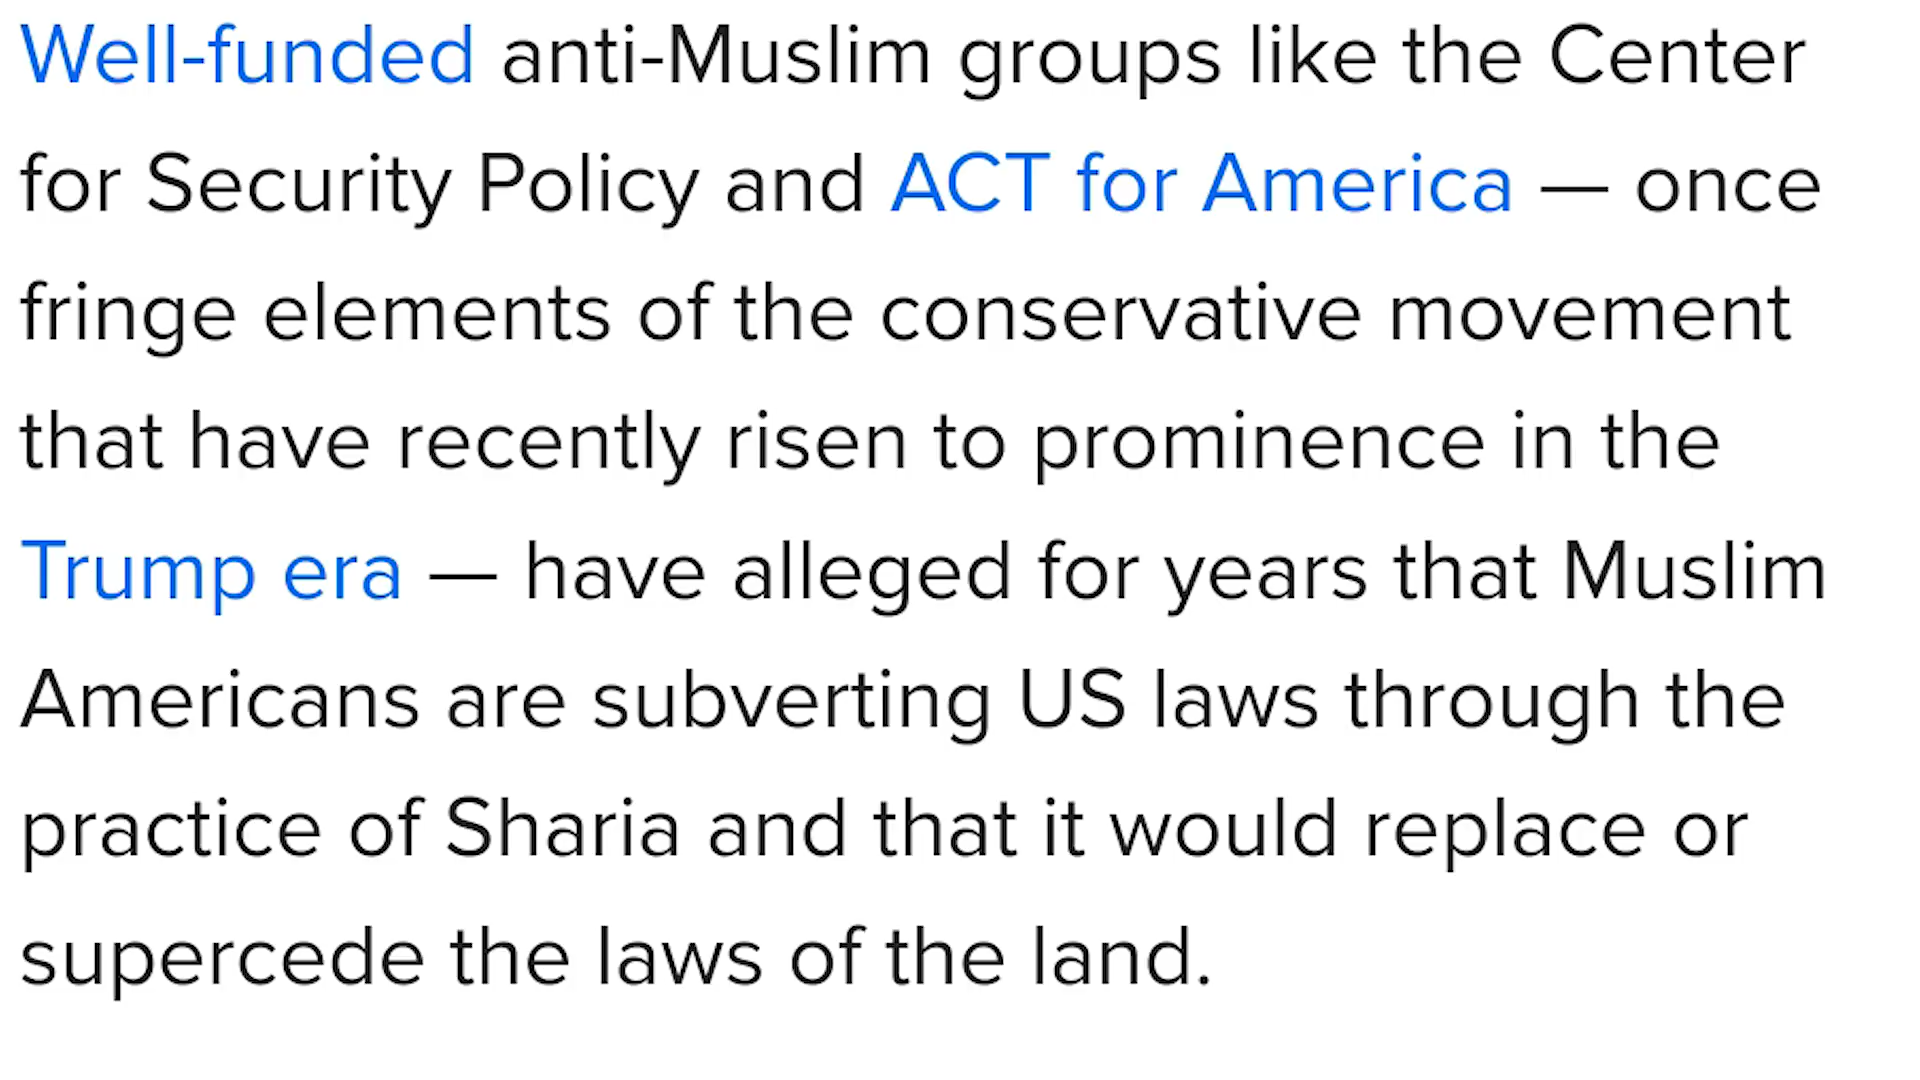 Well-funded anti-Muslim groups like the Center
for Security Policy and ACT for America — once
fringe elements of the conservative movement
that have recently risen to prominence in the
Trump era — have alleged for years that Muslim
Americans are subverting US laws through the
practice of Sharia and that it would replace or
supercede the laws of the land.